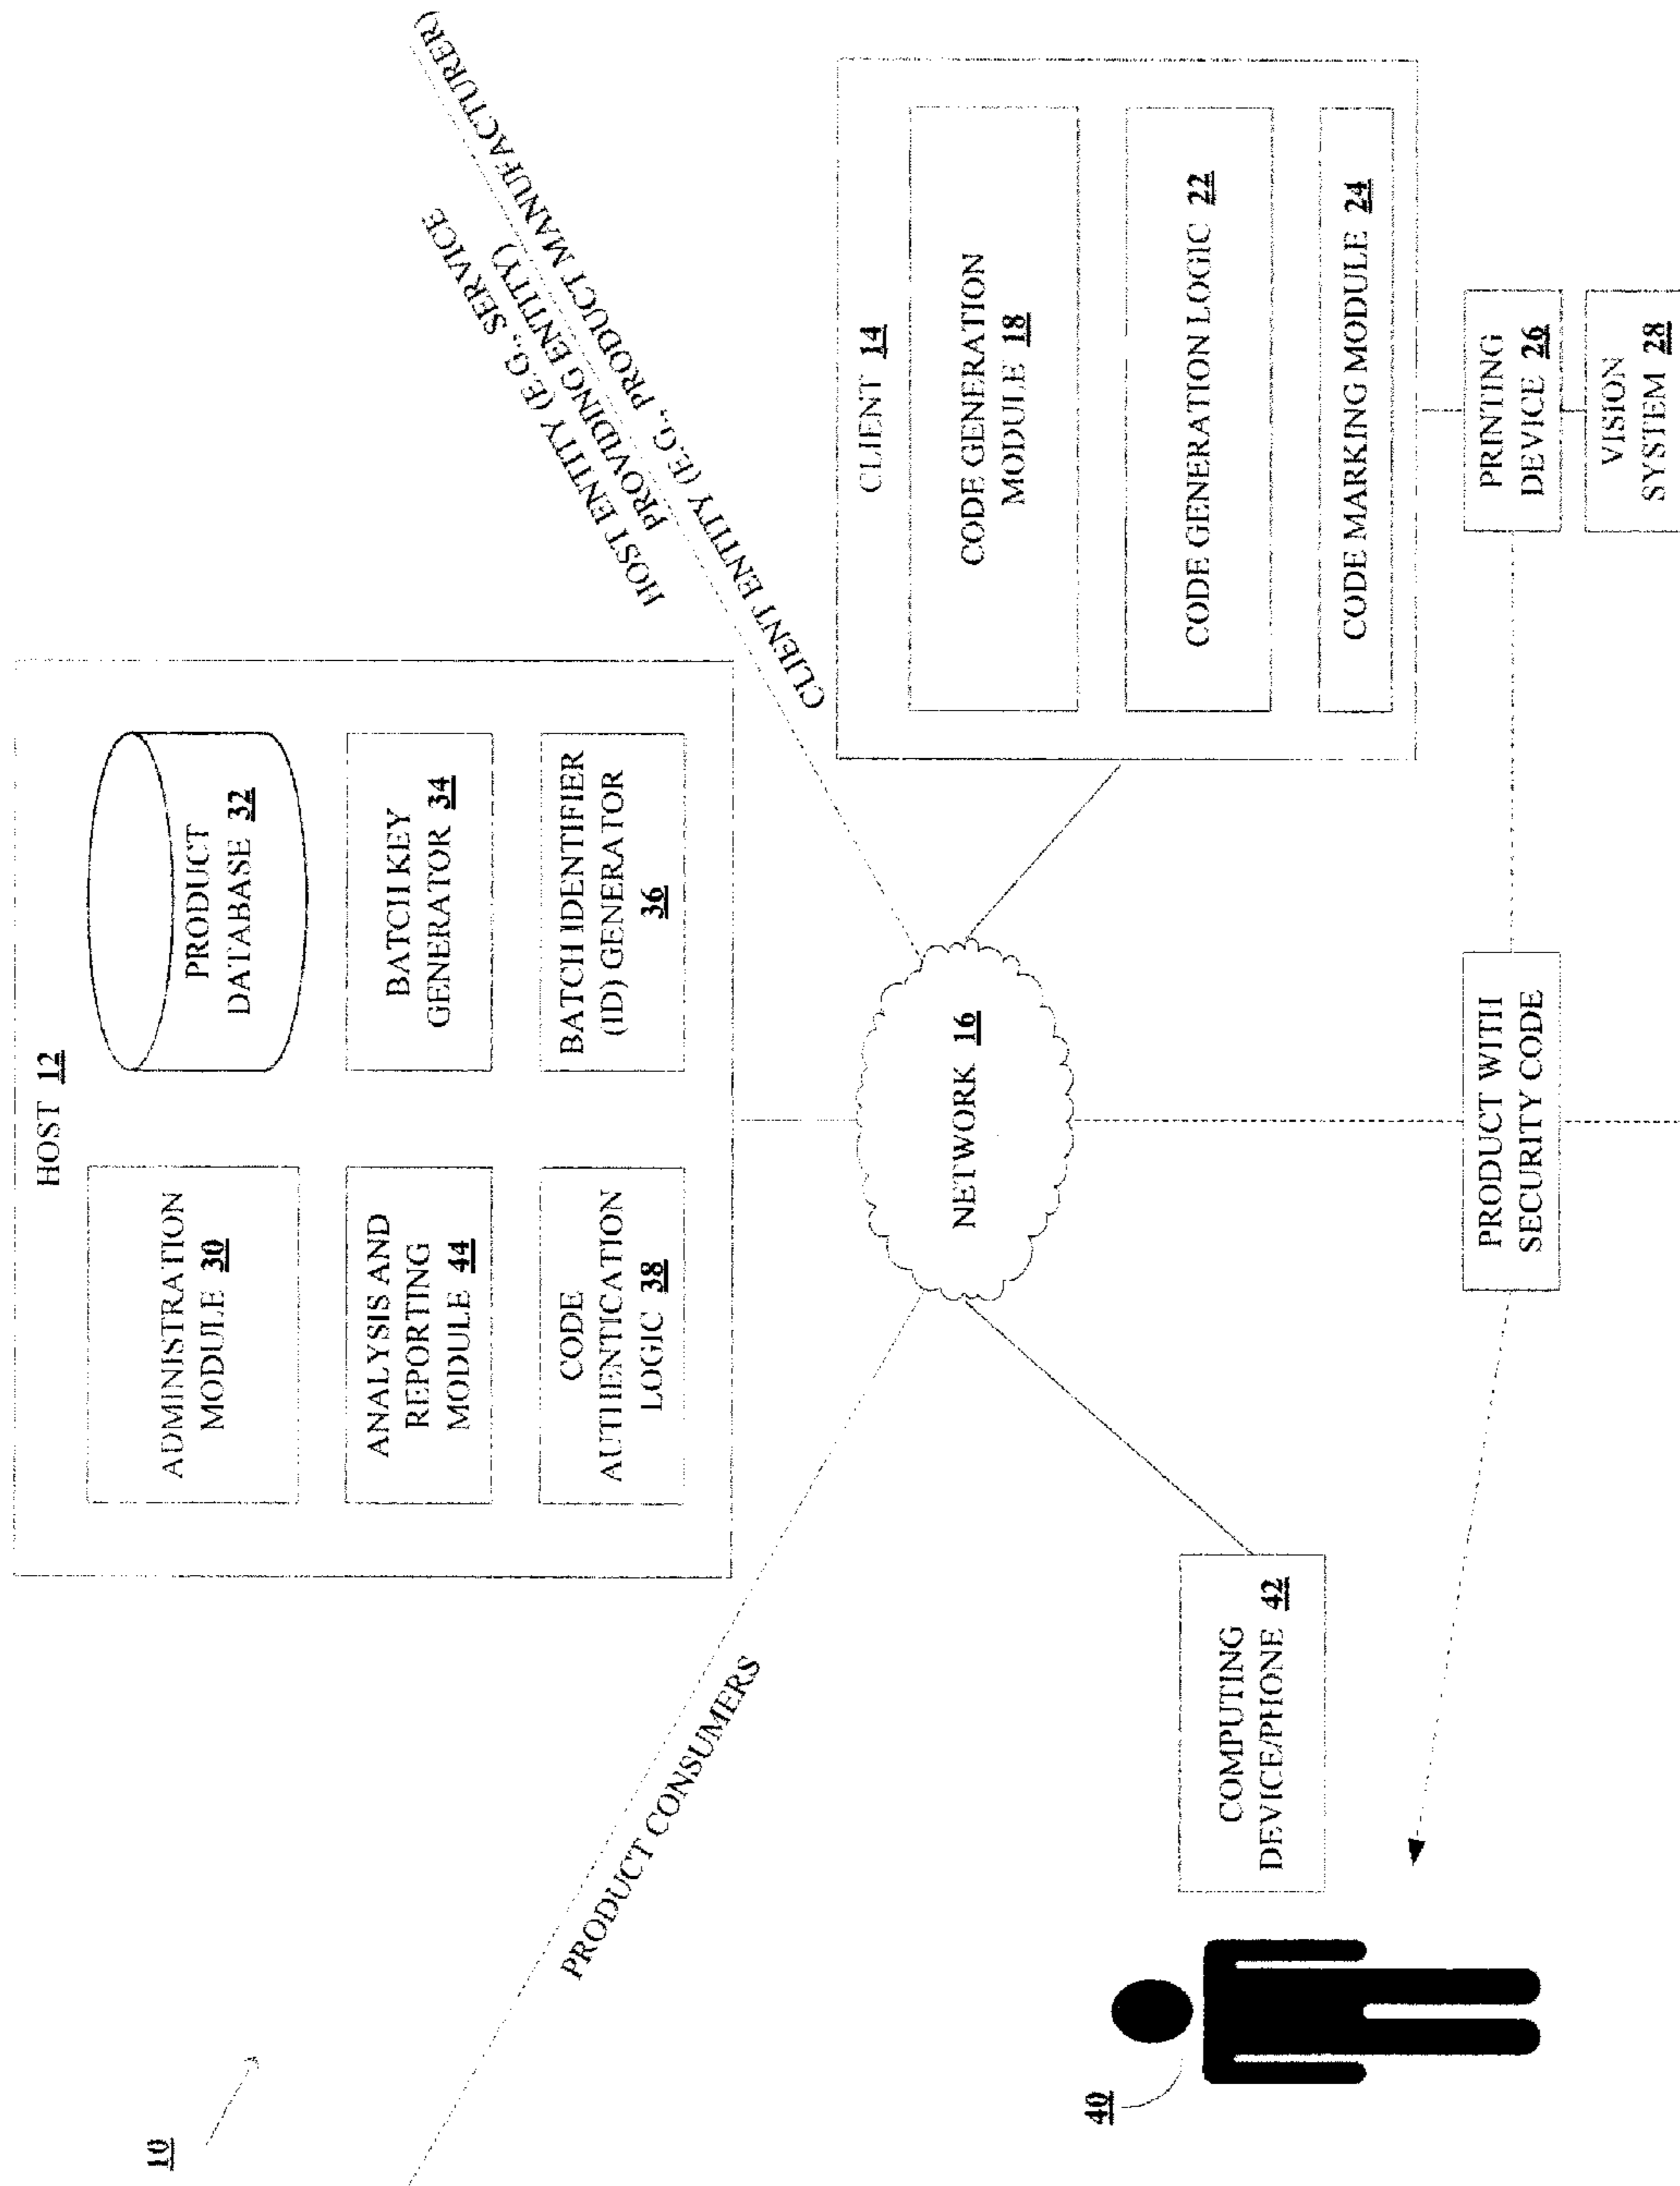 10
HOST 12
ADMINISTRATION
MODULE 30
PRODUCT
DATABASE 32
ANALYSIS AND
REPORTING
MODULE 44
BATCH KEY
GENERATOR 34
CODE
AUTHENTICATION
LOGIC 38
BATCH IDENTIFIER
(ID) GENERATOR
36
HOST ENTITY (E.G., SERVICE
PROVIDING ENTITY)
CLIENT ENTITY (E.G., PRODUCT MANUFACTURER)
PRODUCT CONSUMERS
NETWORK 16
CLIENT 14
CODE GENERATION
MODULE 18
CODE GENERATION LOGIC 22
CODE MARKING MODULE 24
40
COMPUTING
DEVICE/PHONE 42
PRODUCT WITH
SECURITY CODE
PRINTING
DEVICE 26
VISION
SYSTEM 28